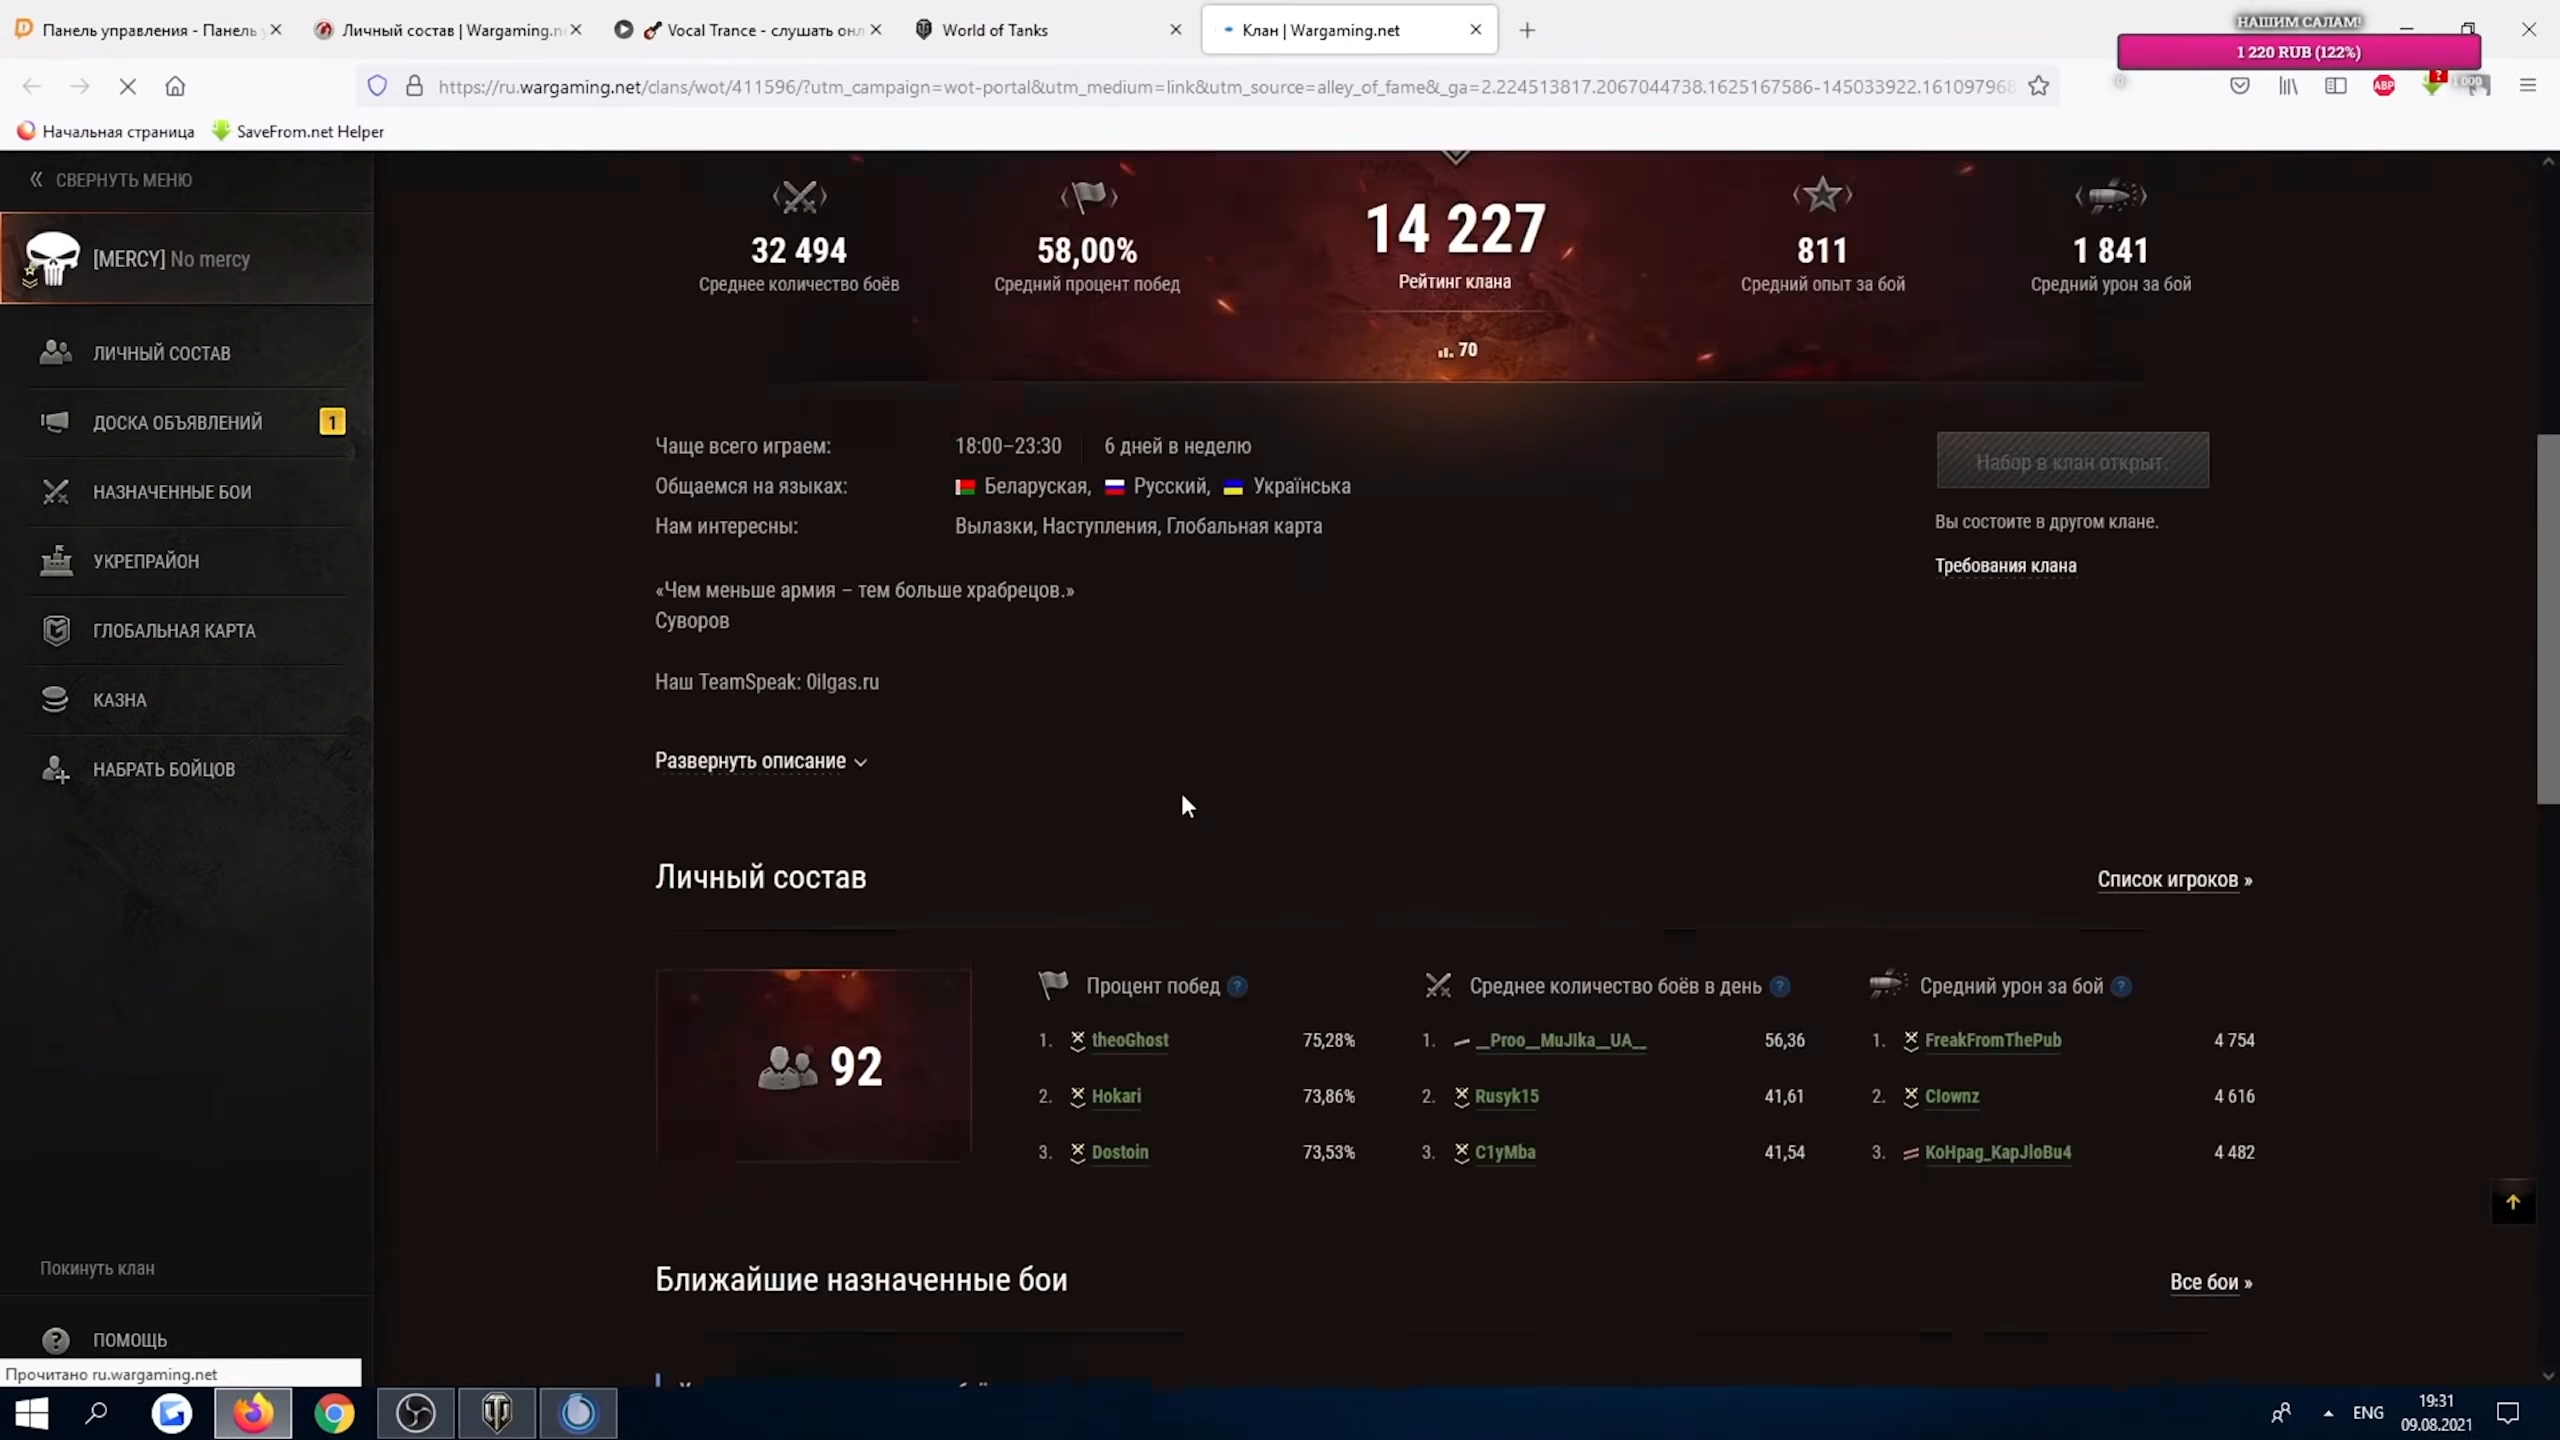 Панель управления - Панель у
Личный состав | Wargaming.n
Vocal Trance - слушать онл
World of Tanks
Клан | Wargaming.net
НАШИМ САЛАМ!
1 220 RUB (122%)
0
1 000
https://ru.wargaming.net/clans/wot/411596/?utm_campaign=wot-portal&utm_medium=link&utm_source=alley_of_fame&_ga=2.224513817.2067044738.1625167586-145033922.161097968
ABP
Начальная страница
SaveFrom.net Helper
СВЕРНУТЬ МЕНЮ
[MERCY] No mercy
ЛИЧНЫЙ СОСТАВ
ДОСКА ОБЪЯВЛЕНИЙ 1
НАЗНАЧЕННЫЕ БОИ
УКРЕПРАЙОН
ГЛОБАЛЬНАЯ КАРТА
КАЗНА
НАБРАТЬ БОЙЦОВ
Покинуть клан
ПОМОЩЬ
Прочитано ru.wargaming.net
32 494
Среднее количество боёв
58,00%
Средний процент побед
14 227
Рейтинг клана
70
811
Средний опыт за бой
1 841
Средний урон за бой
Чаще всего играем: 18:00–23:30 6 дней в неделю
Общаемся на языках: Беларуская, Русский, Українська
Нам интересны: Вылазки, Наступления, Глобальная карта
Набор в клан открыт.
Вы состоите в другом клане.
Требования клана
«Чем меньше армия – тем больше храбрецов.»
Суворов
Наш TeamSpeak: 0ilgas.ru
Развернуть описание
Личный состав
Список игроков »
92
Процент побед ?
1. theoGhost 75,28%
2. Hokari 73,86%
3. Dostoin 73,53%
Среднее количество боёв в день ?
1. __Proo__MuJIka__UA__ 56,36
2. Rusyk15 41,61
3. C1yMba 41,54
Средний урон за бой ?
1. FreakFromThePub 4 754
2. Clownz 4 616
3. KoHpag_KapJIoBu4 4 482
Ближайшие назначенные бои
Все бои »
ENG
19:31
09.08.2021